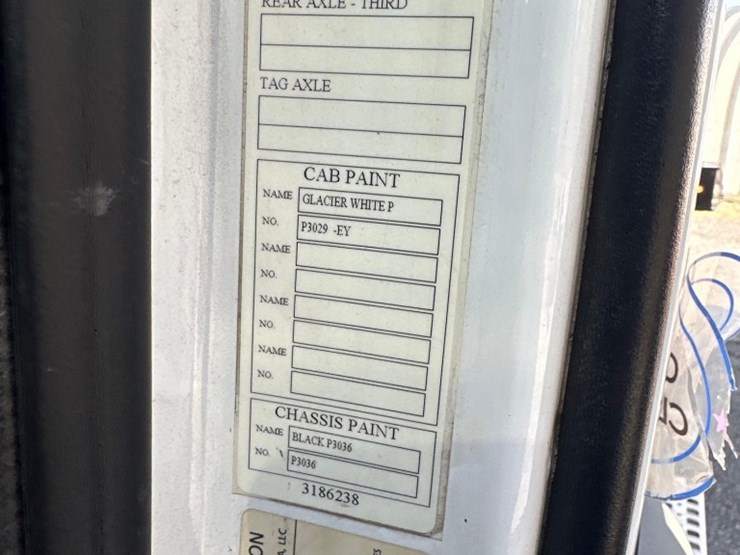 REAR AXLE - THIRD
TAG AXLE
CAB PAINT
NAME GLACIER WHITE P
NO. P3029 -EY
NAME
NO.
NAME
NO.
NAME
NO.
CHASSIS PAINT
NAME BLACK P3036
NO. P3036
3186238
ON